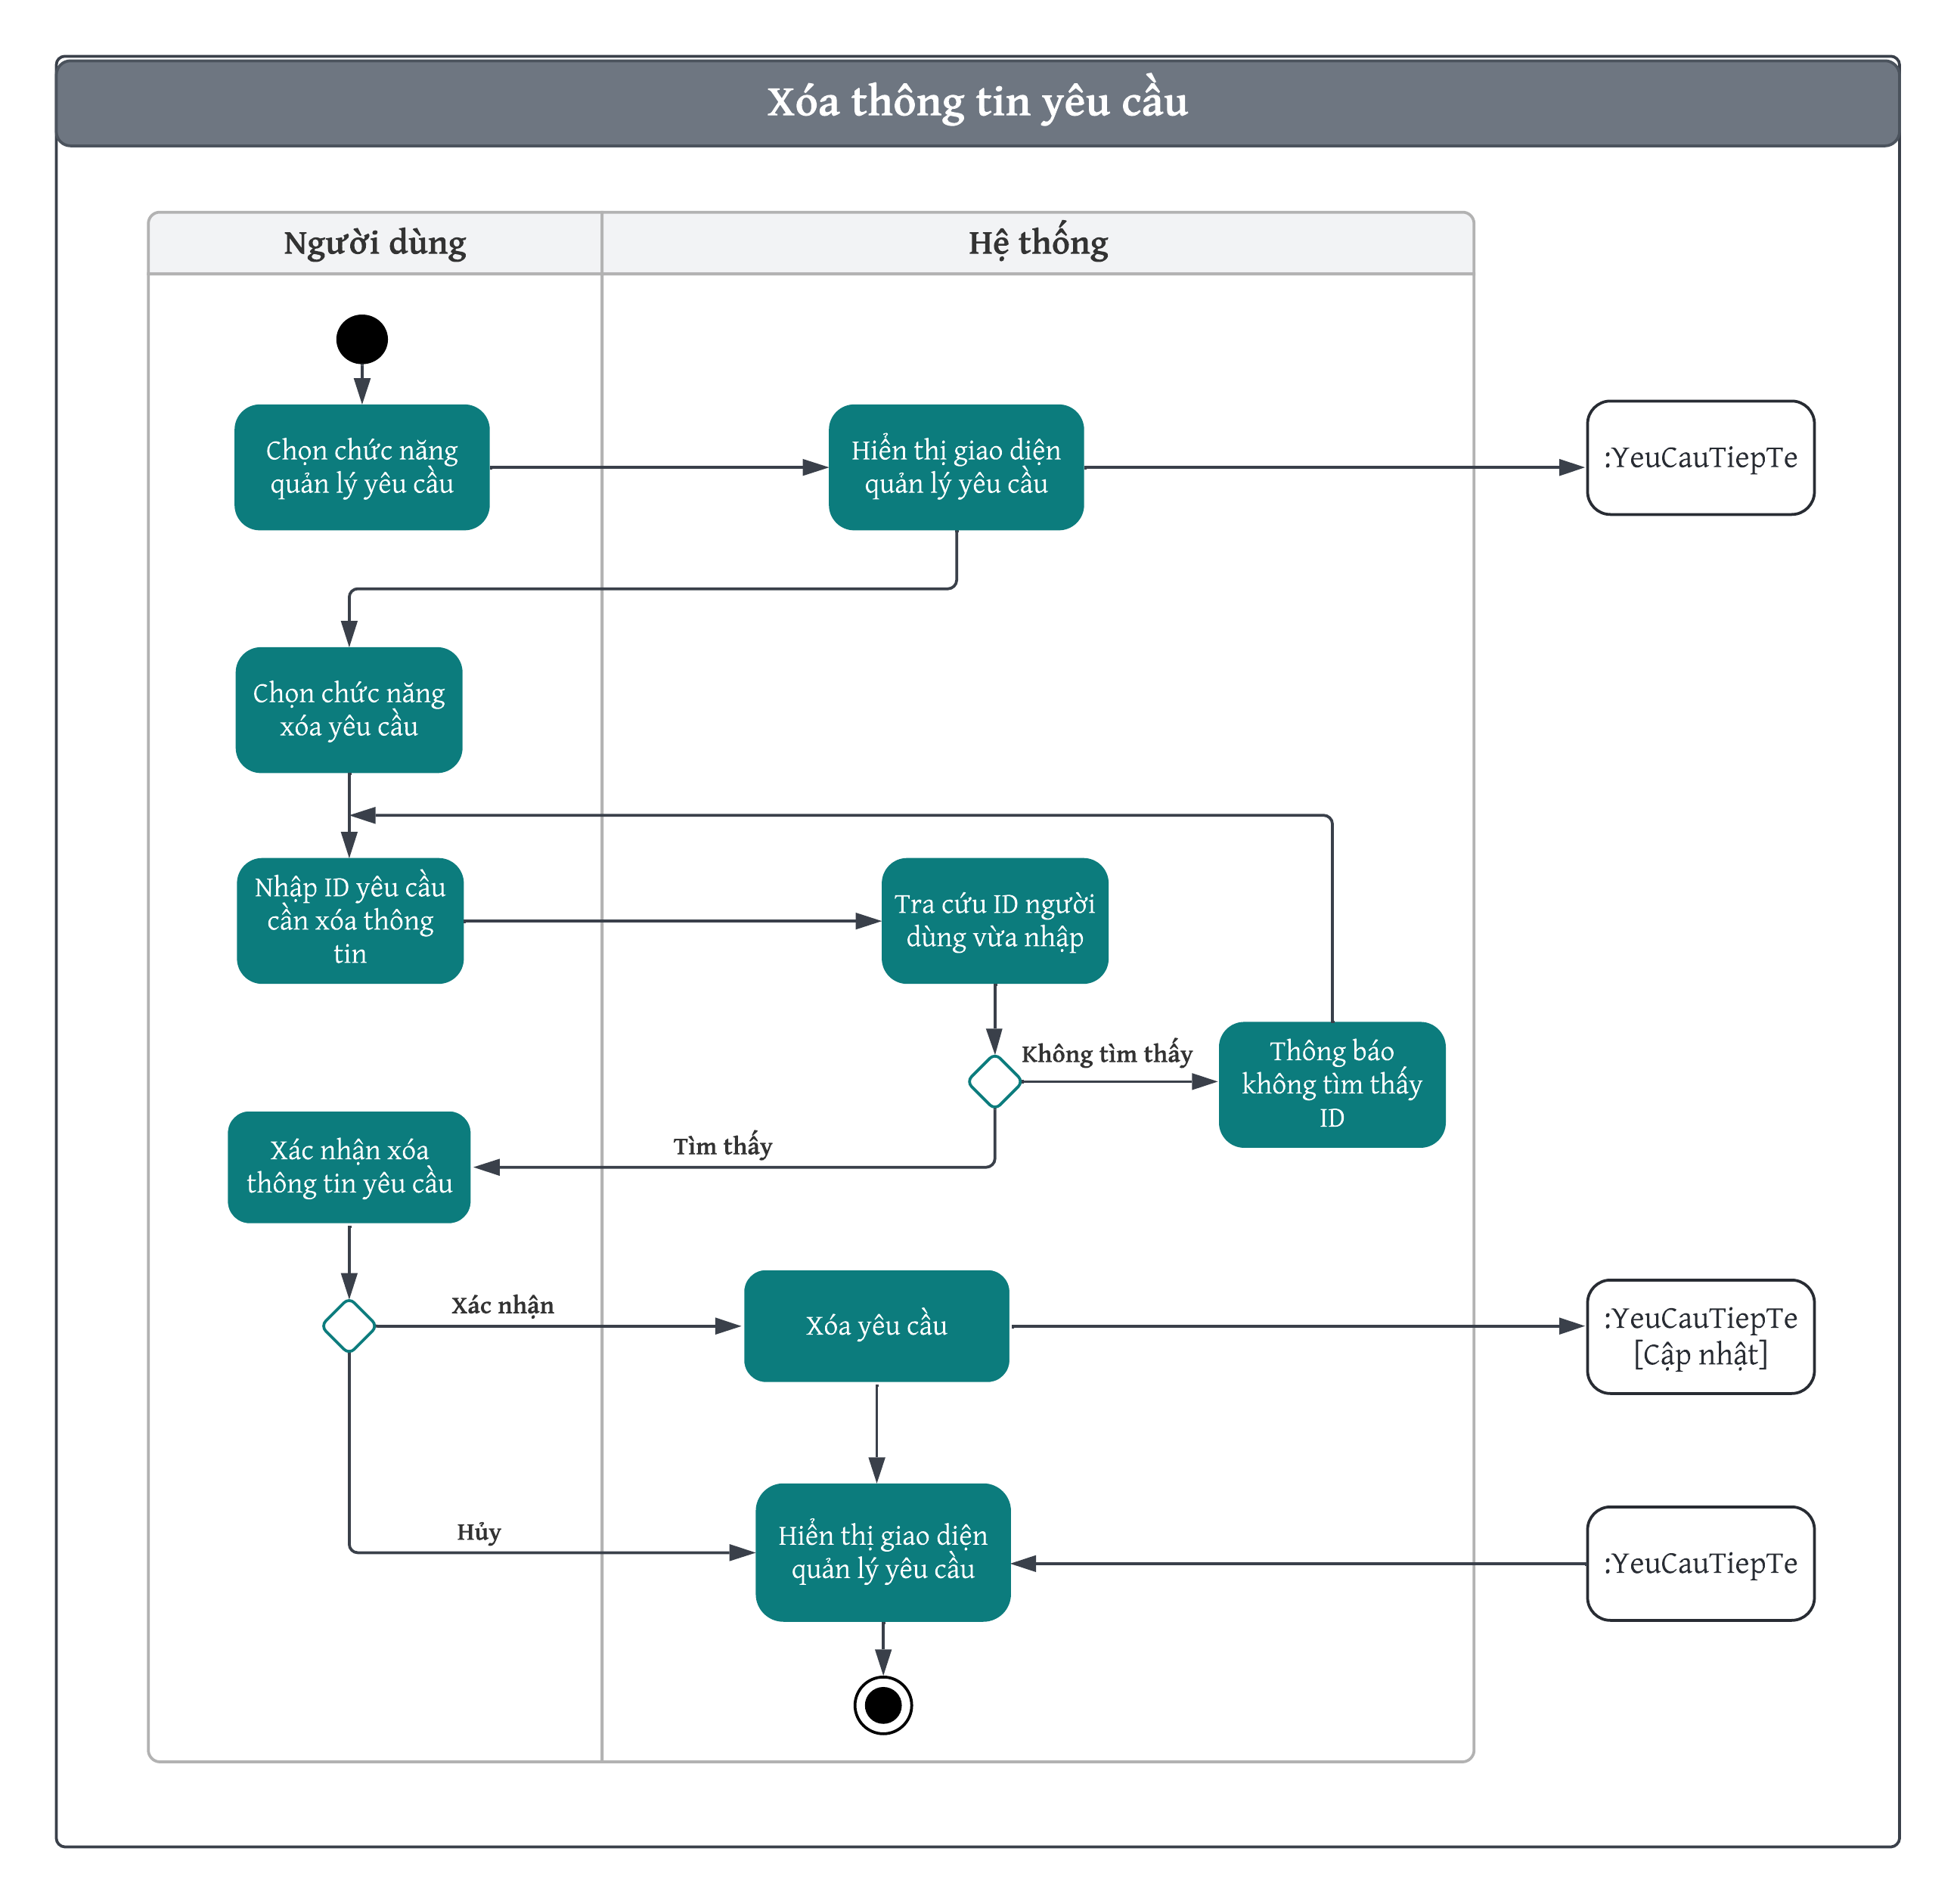 Xóa thông tin yêu cầu
Người dùng
Hệ thống
Chọn chức năng
quản lý yêu cầu
Hiển thị giao diện
quản lý yêu cầu
:YeuCauTiepTe
Chọn chức năng
xóa yêu cầu
Nhập ID yêu cầu
cần xóa thông
tin
Tra cứu ID người
dùng vừa nhập
Không tìm thấy
Thông báo
không tìm thấy
ID
Tìm thấy
Xác nhận xóa
thông tin yêu cầu
Xác nhận
Xóa yêu cầu
:YeuCauTiepTe
[Cập nhật]
Hủy
Hiển thị giao diện
quản lý yêu cầu
:YeuCauTiepTe